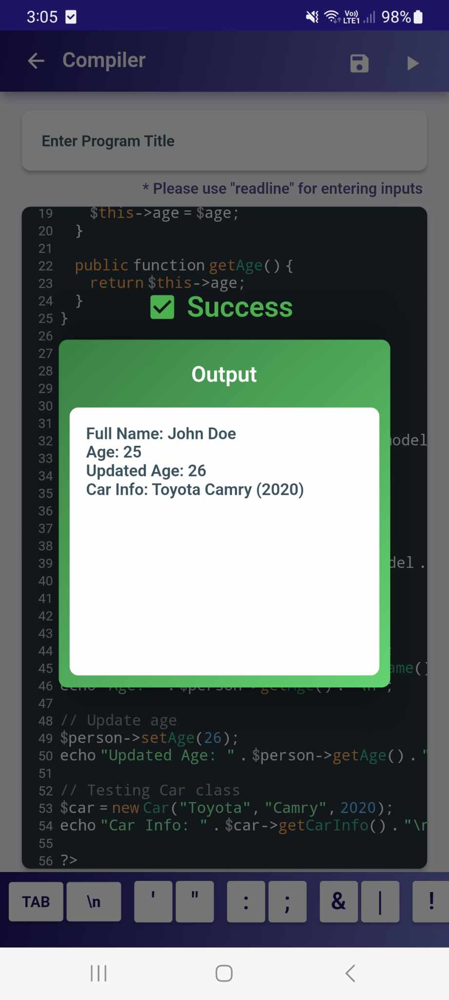 3:05
Vo)) LTE1 98%
Compiler
Enter Program Title
* Please use "readline" for entering inputs
19 $this->age = $age;
20 }
21
22 public function getAge() {
23 return $this->age;
24 }
25 }
Success
26
27
Output
28
29
30
31
Full Name: John Doe
32
Age: 25
33
Updated Age: 26
34
Car Info: Toyota Camry (2020)
35
36
37
38
39 .
40
41
42
43
44
45 ()
46 echo "Age: " . $person->getAge() . "\n";
47
48 // Update age
49 $person->setAge(26);
50 echo "Updated Age: " . $person->getAge() . "
51
52 // Testing Car class
53 $car = new Car("Toyota", "Camry", 2020);
54 echo "Car Info: " . $car->getCarInfo() . "\n
55
56 ?>
TAB \n ' " : ; & | !